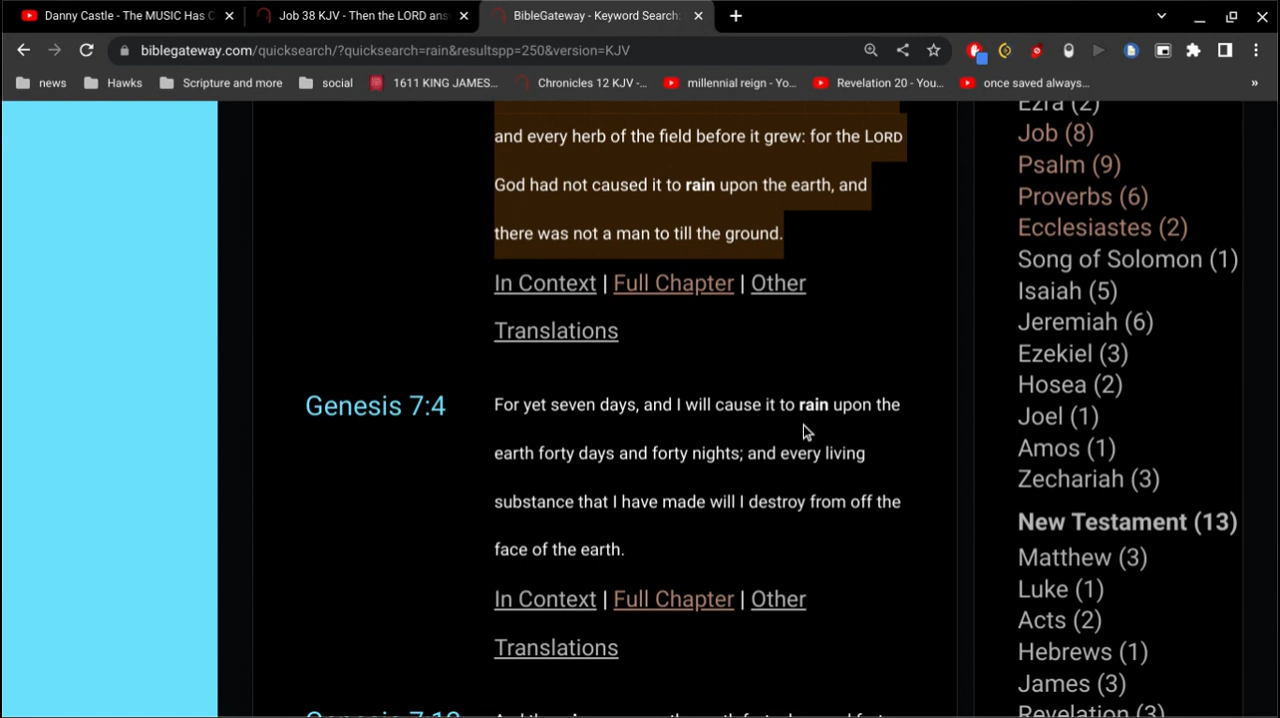 Danny Castle - The MUSIC Has C
Job 38 KJV - Then the LORD ans
BibleGateway - Keyword Search:
biblegateway.com/quicksearch/?quicksearch=rain&resultspp=250&version=KJV
news
Hawks
Scripture and more
social
1611 KING JAMES...
Chronicles 12 KJV -...
millennial reign - Yo...
Revelation 20 - You...
once saved always...
»
and every herb of the field before it grew: for the LORD
God had not caused it to rain upon the earth, and
there was not a man to till the ground.
In Context | Full Chapter | Other
Translations
Genesis 7:4
For yet seven days, and I will cause it to rain upon the
earth forty days and forty nights; and every living
substance that I have made will I destroy from off the
face of the earth.
In Context | Full Chapter | Other
Translations
Ezra (2)
Job (8)
Psalm (9)
Proverbs (6)
Ecclesiastes (2)
Song of Solomon (1)
Isaiah (5)
Jeremiah (6)
Ezekiel (3)
Hosea (2)
Joel (1)
Amos (1)
Zechariah (3)
New Testament (13)
Matthew (3)
Luke (1)
Acts (2)
Hebrews (1)
James (3)
Revelation (3)